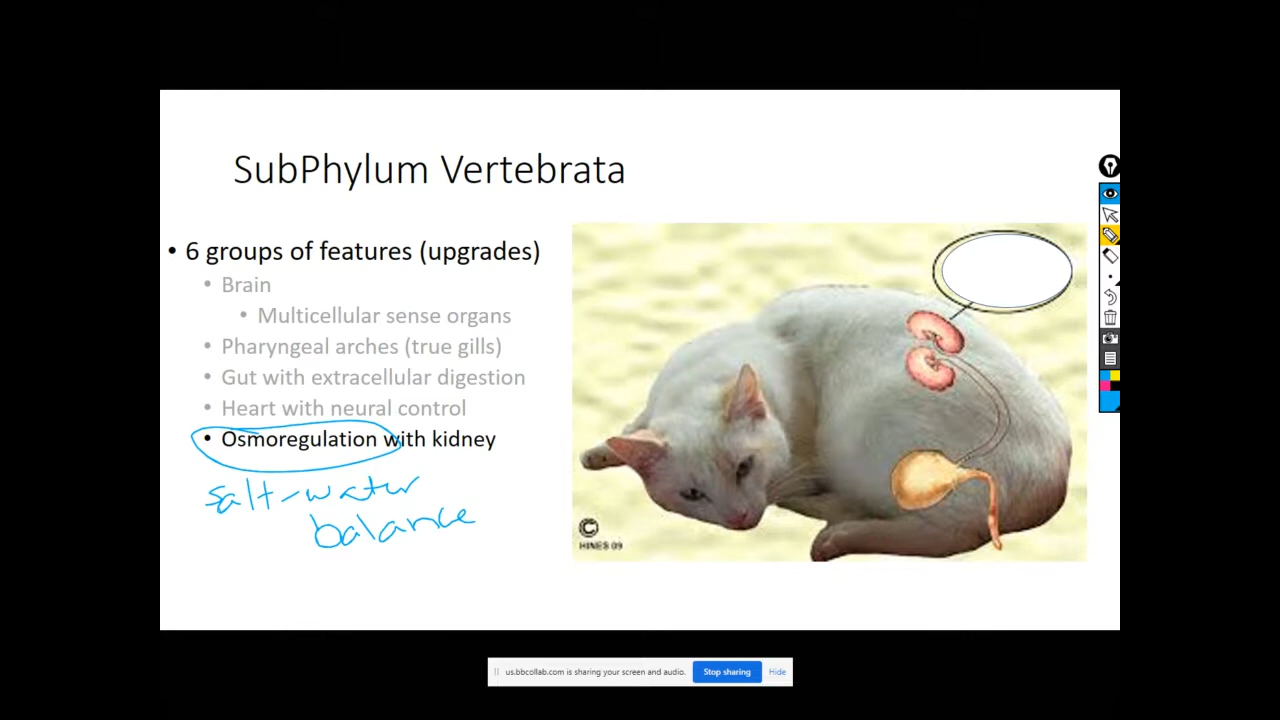 SubPhylum Vertebrata
• 6 groups of features (upgrades)
• Brain
• Multicellular sense organs
• Pharyngeal arches (true gills)
• Gut with extracellular digestion
• Heart with neural control
• Osmoregulation with kidney
salt-water
balance
©
HINES 09
us.bbcollab.com is sharing your screen and audio. Stop sharing Hide